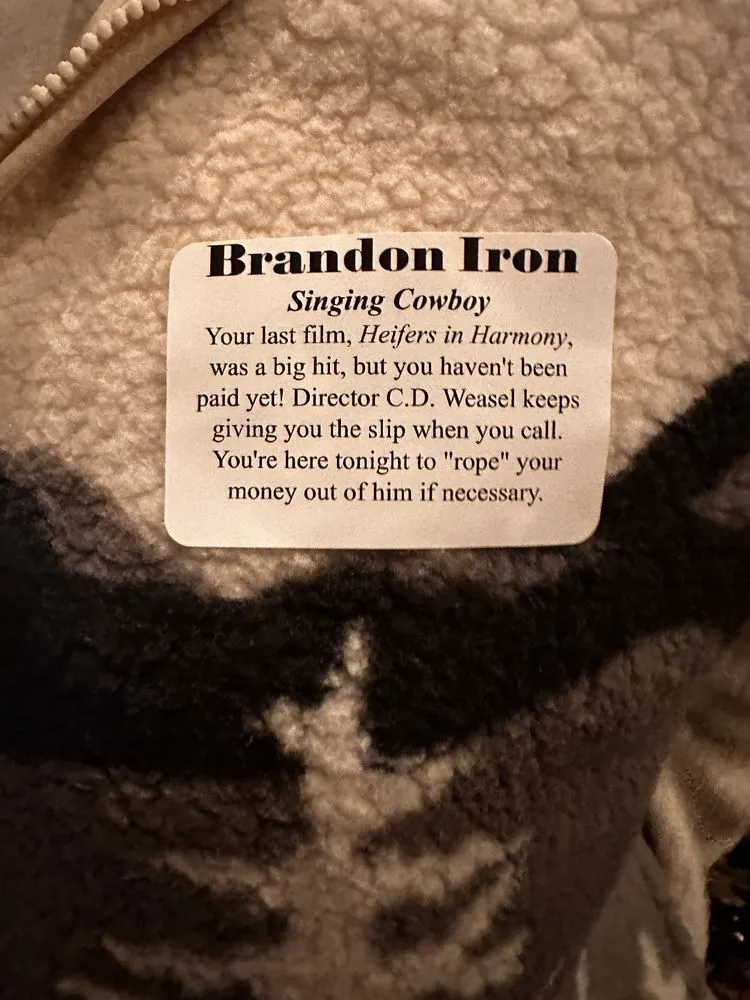 Brandon Iron
Singing Cowboy
Your last film, Heifers in Harmony,
was a big hit, but you haven't been
paid yet! Director C.D. Weasel keeps
giving you the slip when you call.
You're here tonight to "rope" your
money out of him if necessary.